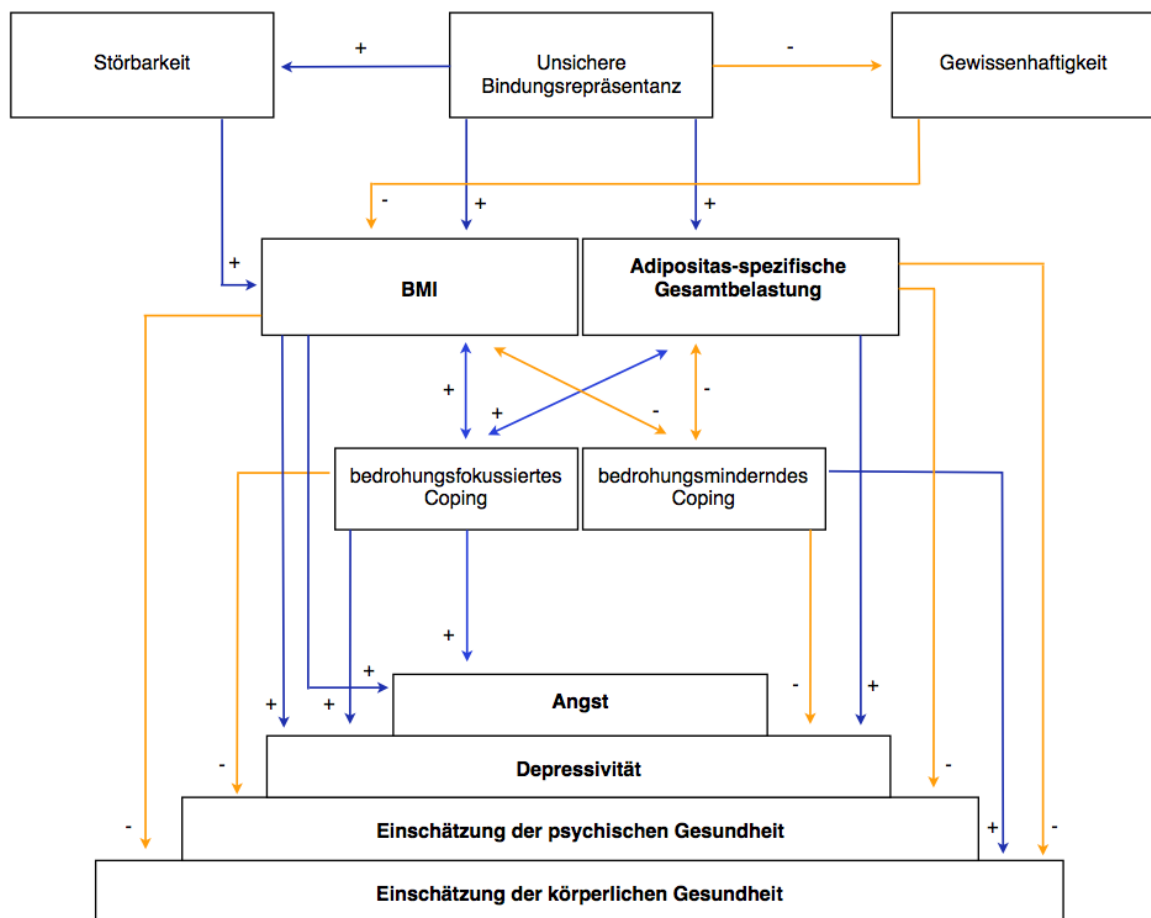 +
-
Störbarkeit
Unsichere
Bindungsrepräsentanz
Gewissenhaftigkeit
-
+
+
+
BMI
Adipositas-spezifische
Gesamtbelastung
+
+
-
-
bedrohungsfokussiertes
Coping
bedrohungsminderndes
Coping
+
+
-
+
+
+
Angst
-
-
Depressivität
-
+
-
Einschätzung der psychischen Gesundheit
Einschätzung der körperlichen Gesundheit